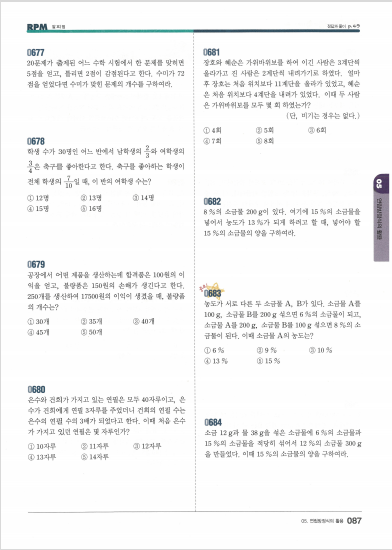 RPM 알피엠
정답과 풀이 p.49
0677
20문제가 출제된 어느 수학 시험에서 한 문제를 맞히면
5점을 얻고, 틀리면 2점이 감점된다고 한다. 수미가 72
점을 얻었다면 수미가 맞힌 문제의 개수를 구하여라.
0678
학생 수가 30명인 어느 반에서 남학생의 2/3와 여학생의
3/4은 축구를 좋아한다고 한다. 축구를 좋아하는 학생이
전체 학생의 7/10일 때, 이 반의 여학생 수는?
① 12명 ② 13명 ③ 14명
④ 15명 ⑤ 16명
0679
공장에서 어떤 제품을 생산하는데 합격품은 100원의 이
익을 얻고, 불량품은 150원의 손해가 생긴다고 한다.
250개를 생산하여 17500원의 이익이 생겼을 때, 불량품
의 개수는?
① 30개 ② 35개 ③ 40개
④ 45개 ⑤ 50개
0680
은수와 건희가 가지고 있는 연필은 모두 40자루이고, 은
수가 건희에게 연필 3자루를 주었더니 건희의 연필 수는
은수의 연필 수의 3배가 되었다고 한다. 이때 처음 은수
가 가지고 있던 연필은 몇 자루인가?
① 10자루 ② 11자루 ③ 12자루
④ 13자루 ⑤ 14자루
0681
장호와 혜순은 가위바위보를 하여 이긴 사람은 3계단씩
올라가고 진 사람은 2계단씩 내려가기로 하였다. 얼마
후 장호는 처음 위치보다 11계단을 올라가 있었고, 혜순
은 처음 위치보다 4계단을 내려가 있었다. 이때 두 사람
은 가위바위보를 모두 몇 회 하였는가?
(단, 비기는 경우는 없다.)
① 4회 ② 5회 ③ 6회
④ 7회 ⑤ 8회
0682
8 %의 소금물 200 g이 있다. 여기에 15 %의 소금물을
넣어서 농도가 13 %가 되게 하려고 할 때, 넣어야 할
15 %의 소금물의 양을 구하여라.
0683
농도가 서로 다른 두 소금물 A, B가 있다. 소금물 A를
100 g, 소금물 B를 200 g 섞으면 6 %의 소금물이 되고,
소금물 A를 200 g, 소금물 B를 100 g 섞으면 8 %의 소
금물이 된다. 이때 소금물 A의 농도는?
① 6 % ② 9 % ③ 10 %
④ 13 % ⑤ 15 %
0684
소금 12 g과 물 38 g을 섞은 소금물에 6 %의 소금물과
15 %의 소금물을 적당히 섞어서 12 %의 소금물 300 g
을 만들었다. 이때 15 %의 소금물의 양을 구하여라.
05
연립방정식의 활용
05. 연립방정식의 활용 087